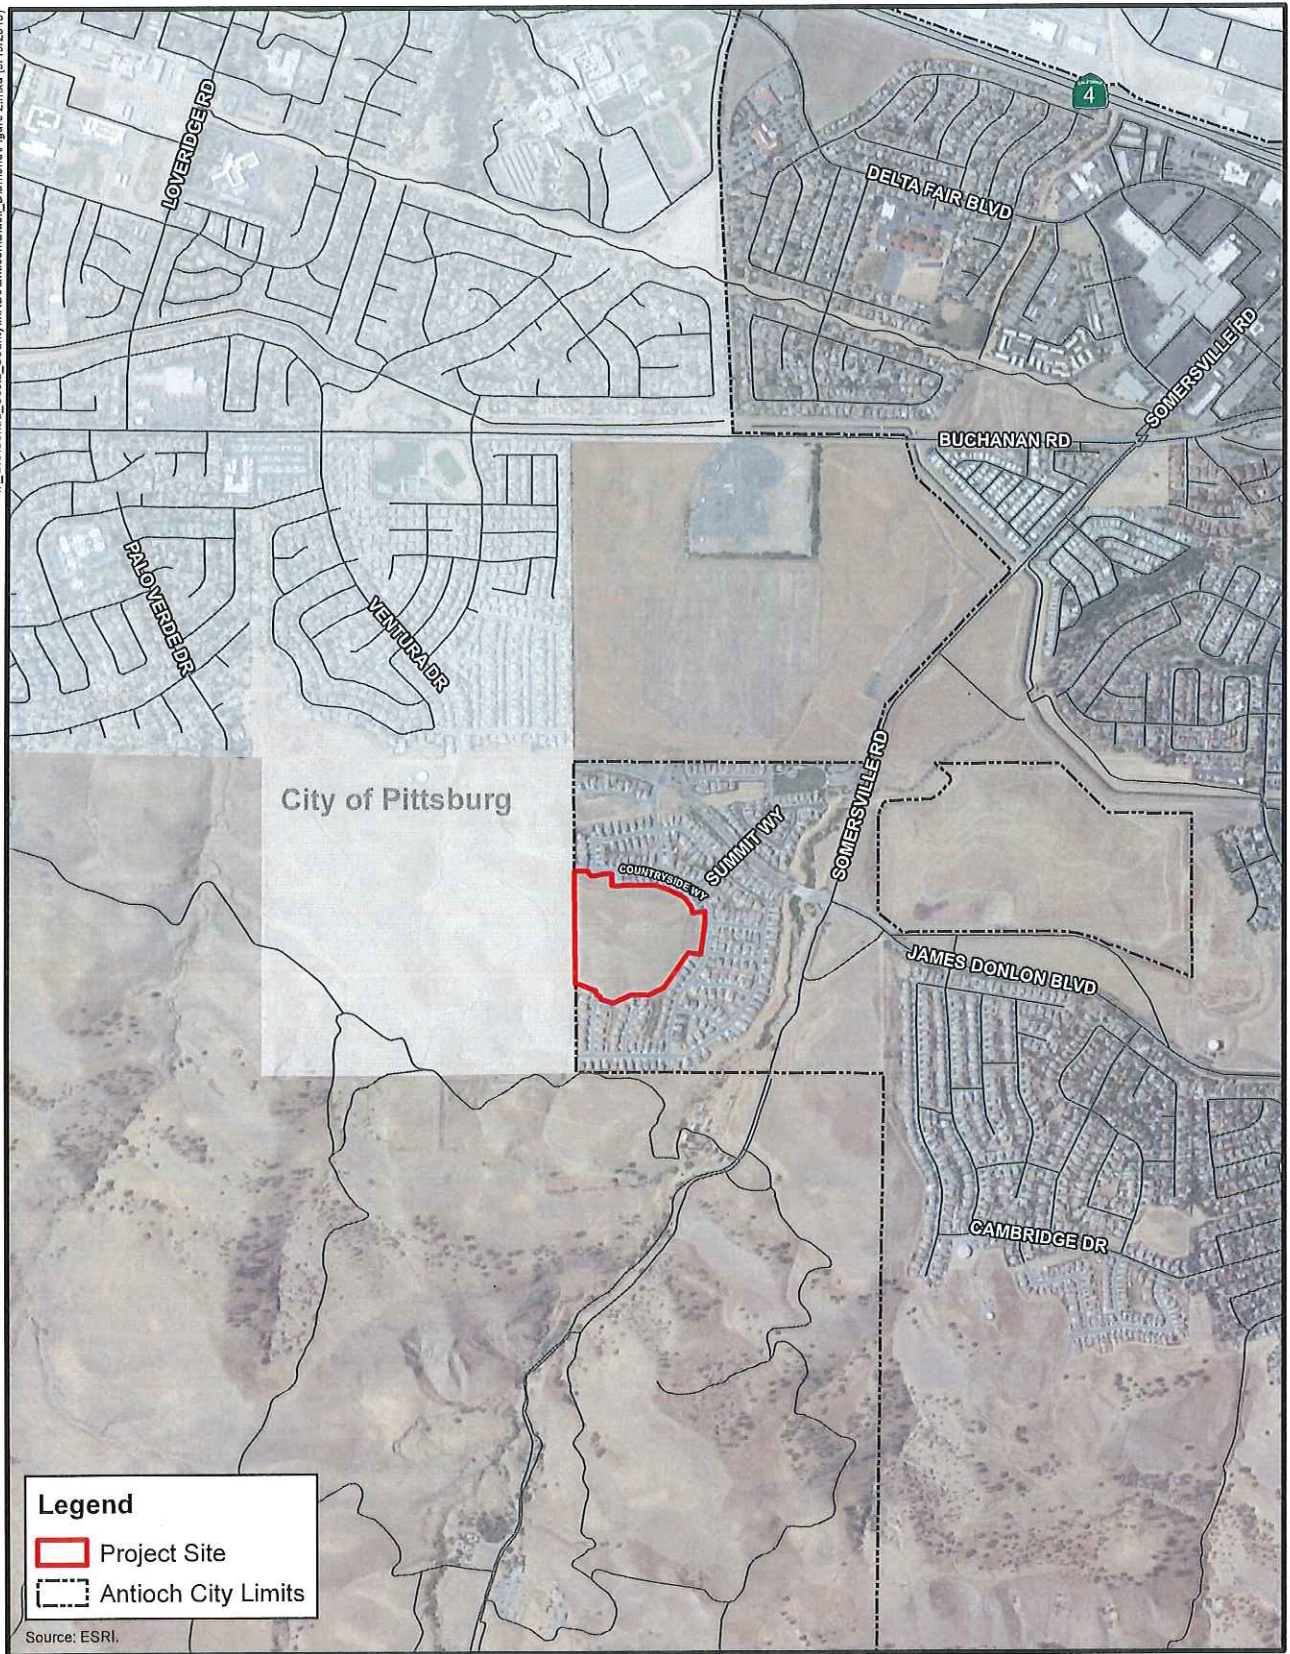 CALIFORNIA
4
LOVERIDGE RD
DELTA FAIR BLVD
SOMERSVILLE RD
BUCHANAN RD
PALO VERDE DR
VENTURA DR
City of Pittsburg
SOMERSVILLE RD
SUMMIT WY
COUNTRYSIDE WY
JAMES DONLON BLVD
CAMBRIDGE DR
Legend
Project Site
Antioch City Limits
Source: ESRI.